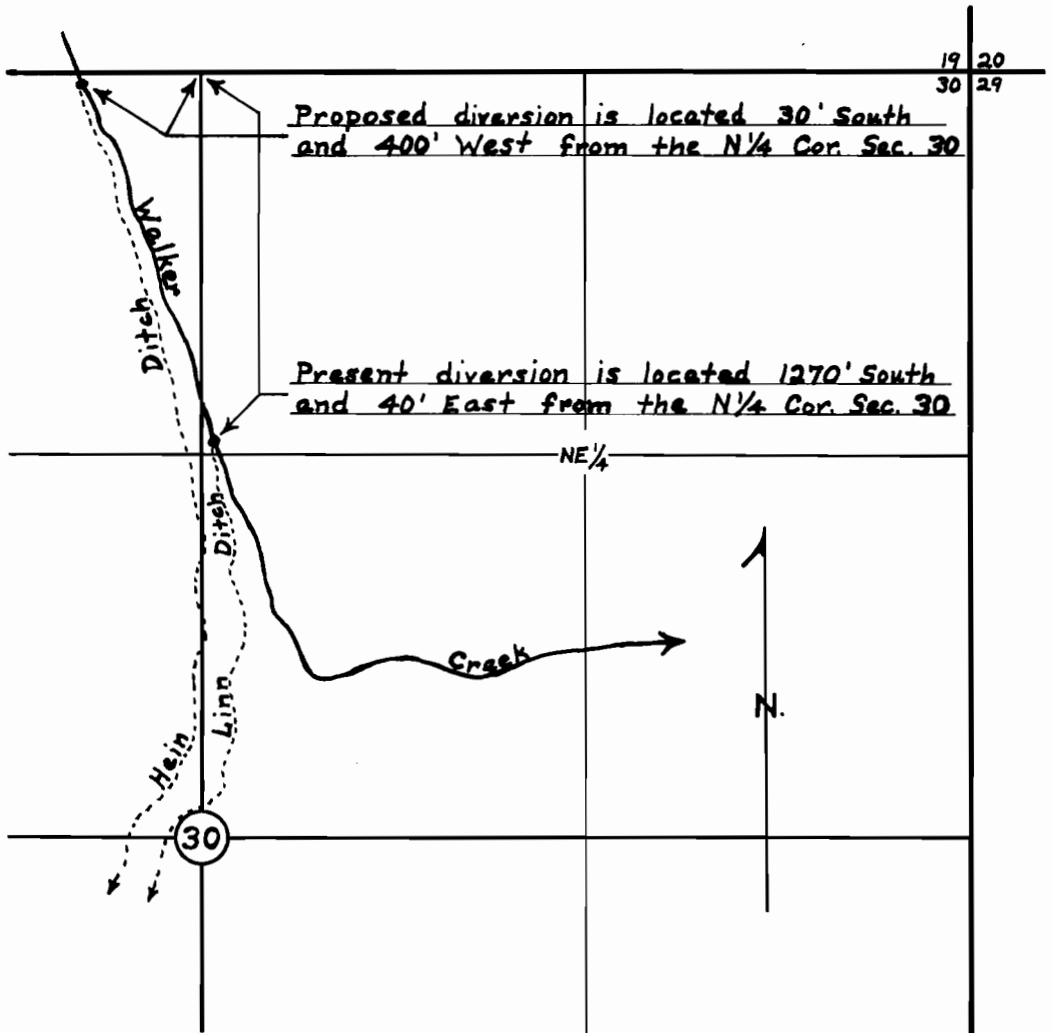 19 20
30 29
Proposed diversion is located 30' South
and 400' West from the N¼ Cor. Sec. 30
Walker
Ditch
Present diversion is located 1270' South
and 40' East from the N¼ Cor. Sec. 30
NE¼
Ditch
Creek
Linn
N.
Hein
30